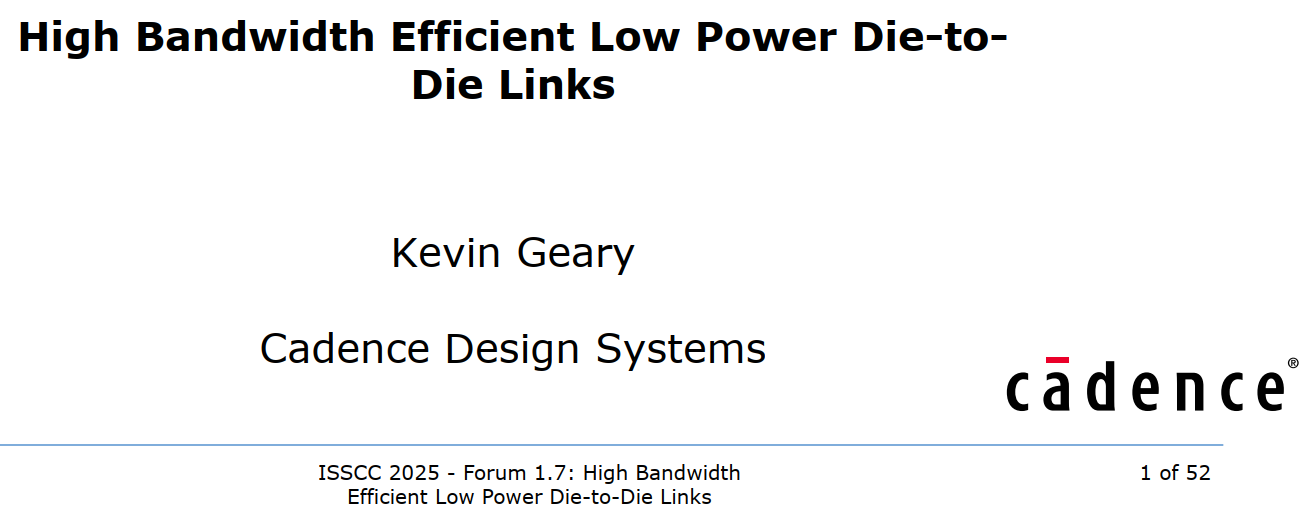 High Bandwidth Efficient Low Power Die-to-
Die Links
Kevin Geary
Cadence Design Systems
cādence®
ISSCC 2025 - Forum 1.7: High Bandwidth
Efficient Low Power Die-to-Die Links
1 of 52